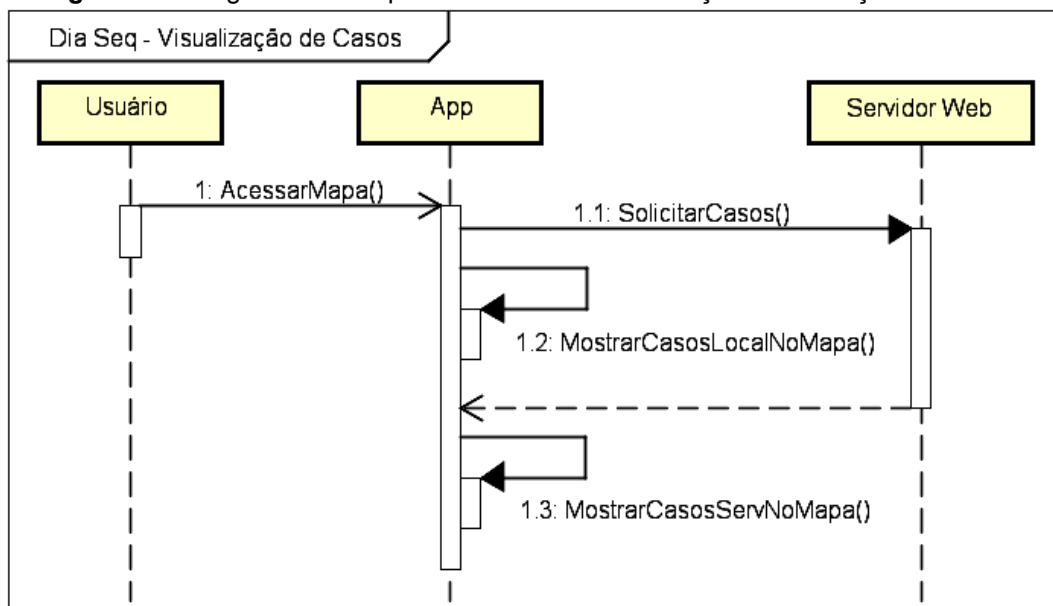 Dia Seq - Visualização de Casos
Usuário
App
Servidor Web
1: AcessarMapa()
1.1: SolicitarCasos()
1.2: MostrarCasosLocalNoMapa()
1.3: MostrarCasosServNoMapa()